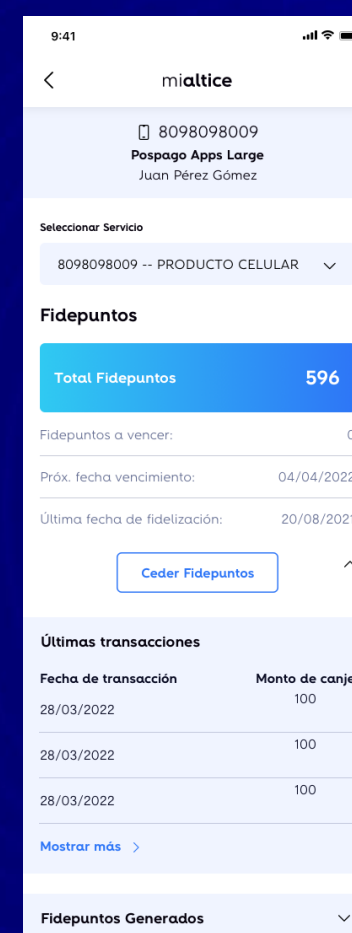 9:41
mialtice
8098098009
Pospago Apps Large
Juan Pérez Gómez
Seleccionar Servicio
8098098009 -- PRODUCTO CELULAR
Fidepuntos
Total Fidepuntos 596
Fidepuntos a vencer: 0
Próx. fecha vencimiento: 04/04/2022
Última fecha de fidelización: 20/08/2021
Ceder Fidepuntos
Últimas transacciones
Fecha de transacción Monto de canje
28/03/2022 100
28/03/2022 100
28/03/2022 100
Mostrar más
Fidepuntos Generados